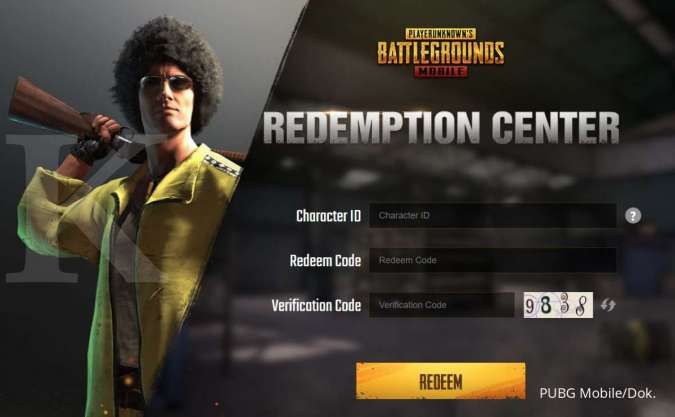 PLAYERUNKNOWN'S
BATTLEGROUNDS
MOBILE
REDEMPTION CENTER
Character ID
Character ID
?
Redeem Code
Redeem Code
Verification Code
Verification Code
9838
REDEEM
PUBG Mobile/Dok.
K